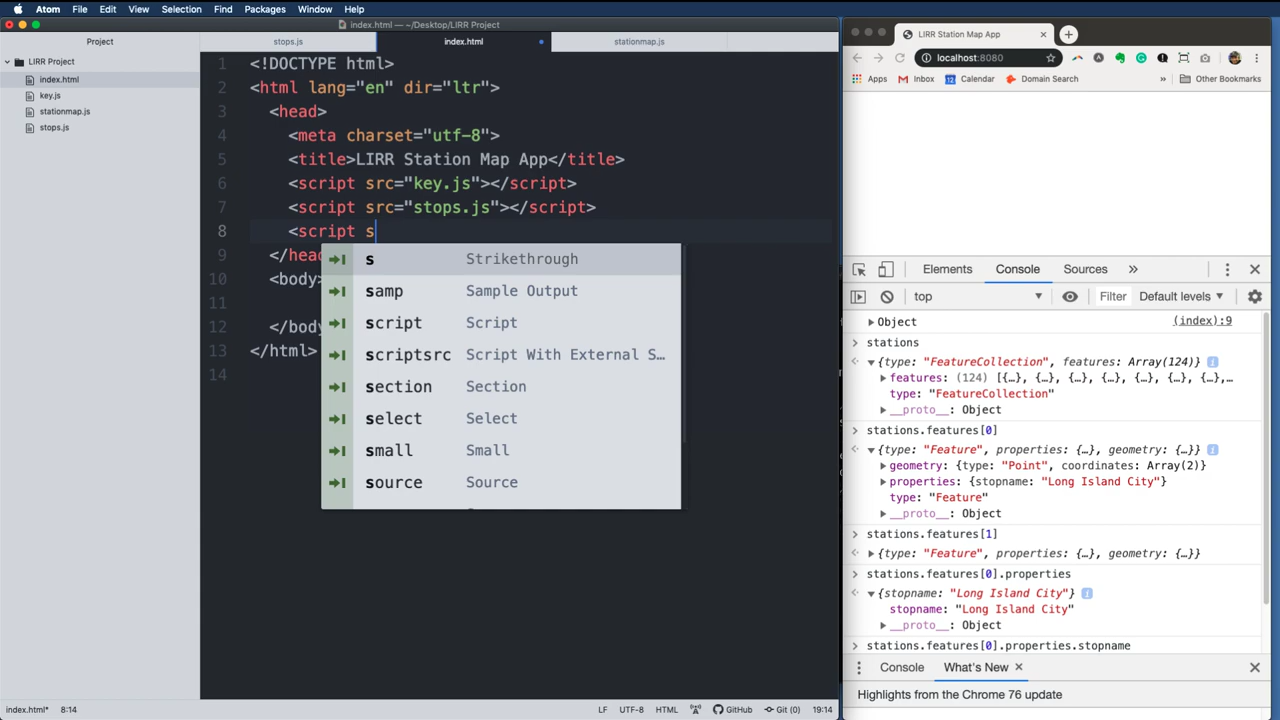 Atom File Edit View Selection Find Packages Window Help
index.html — ~/Desktop/LIRR Project
Project
LIRR Project
index.html
key.js
stationmap.js
stops.js
stops.js index.html stationmap.js
1 <!DOCTYPE html>
2 <html lang="en" dir="ltr">
3 <head>
4 <meta charset="utf-8">
5 <title>LIRR Station Map App</title>
6 <script src="key.js"></script>
7 <script src="stops.js"></script>
8 <script s
9 </head
10 <body>
11
12 </body
13 </html>
14
s Strikethrough
samp Sample Output
script Script
scriptsrc Script With External S…
section Section
select Select
small Small
source Source
index.html* 8:14 LF UTF-8 HTML GitHub Git (0) 19:14
LIRR Station Map App
localhost:8080
Apps Inbox Calendar Domain Search » Other Bookmarks
Elements Console Sources »
top Filter Default levels
Object (index):9
stations
{type: "FeatureCollection", features: Array(124)}
features: (124) [{…}, {…}, {…}, {…}, {…}, {…}, {…},…
type: "FeatureCollection"
__proto__: Object
stations.features[0]
{type: "Feature", properties: {…}, geometry: {…}}
geometry: {type: "Point", coordinates: Array(2)}
properties: {stopname: "Long Island City"}
type: "Feature"
__proto__: Object
stations.features[1]
{type: "Feature", properties: {…}, geometry: {…}}
stations.features[0].properties
{stopname: "Long Island City"}
stopname: "Long Island City"
__proto__: Object
stations.features[0].properties.stopname
Console What's New
Highlights from the Chrome 76 update